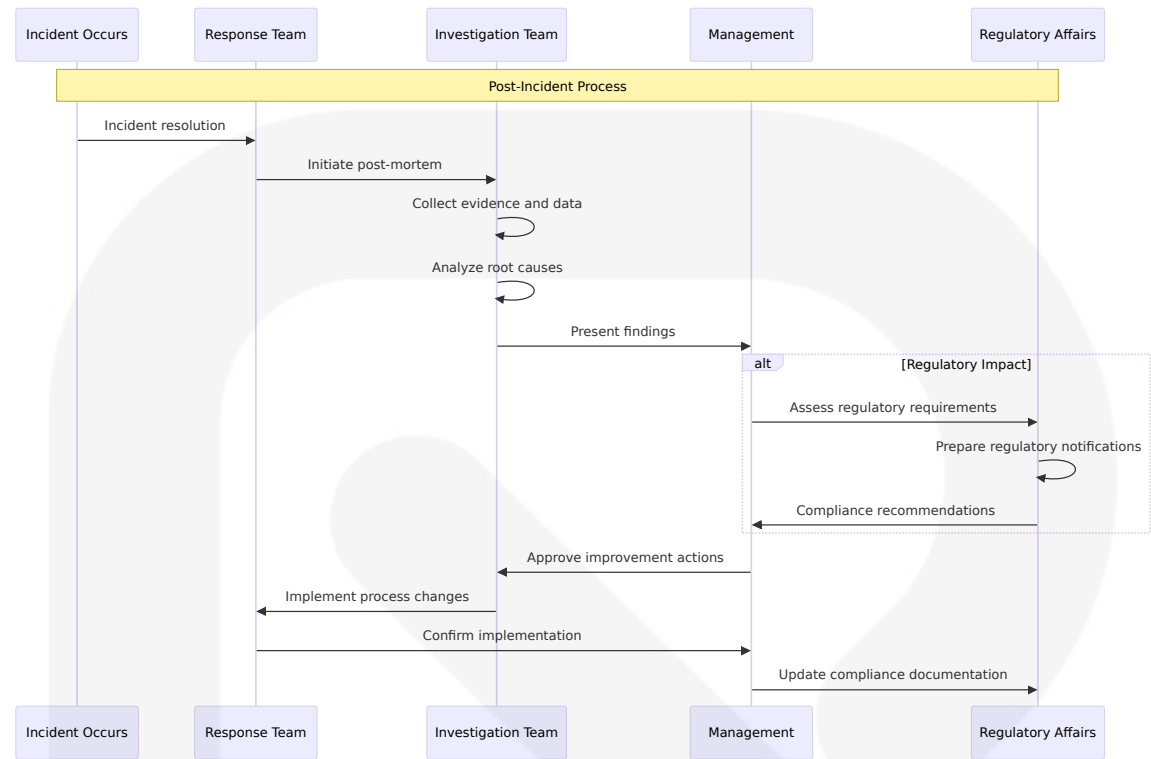 Incident Occurs
Response Team
Investigation Team
Management
Regulatory Affairs
Post-Incident Process
Incident resolution
Initiate post-mortem
Collect evidence and data
Analyze root causes
Present findings
alt
[Regulatory Impact]
Assess regulatory requirements
Prepare regulatory notifications
Compliance recommendations
Approve improvement actions
Implement process changes
Confirm implementation
Update compliance documentation
Incident Occurs
Response Team
Investigation Team
Management
Regulatory Affairs